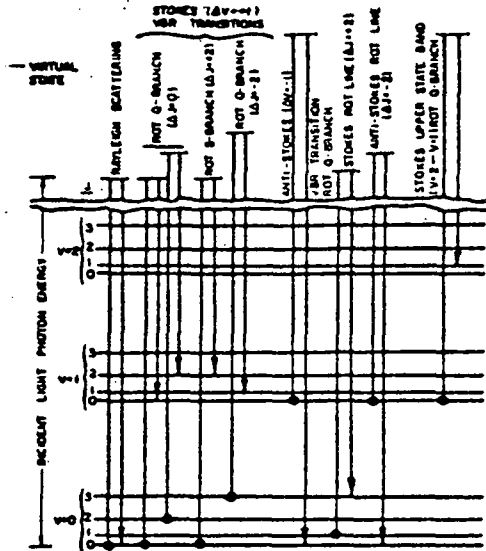 STOKES (ΔV=+1)
VBR TRANSITIONS
VIRTUAL
STATE
RAYLEIGH SCATTERING
ROT Q-BRANCH
(ΔJ=0)
ROT S-BRANCH (ΔJ=+2)
ROT O-BRANCH
(ΔJ=-2)
ANTI-STOKES (ΔV=-1)
VBR TRANSITION
ROT Q-BRANCH
STOKES ROT LINE (ΔJ=+2)
ANTI-STOKES ROT LINE
(ΔJ=-2)
STOKES UPPER STATE BAND
(V=2-V=1) ROT Q-BRANCH
INCIDENT LIGHT PHOTON ENERGY
J
V=2
3
2
1
0
V=1
3
2
1
0
V=0
3
2
1
0